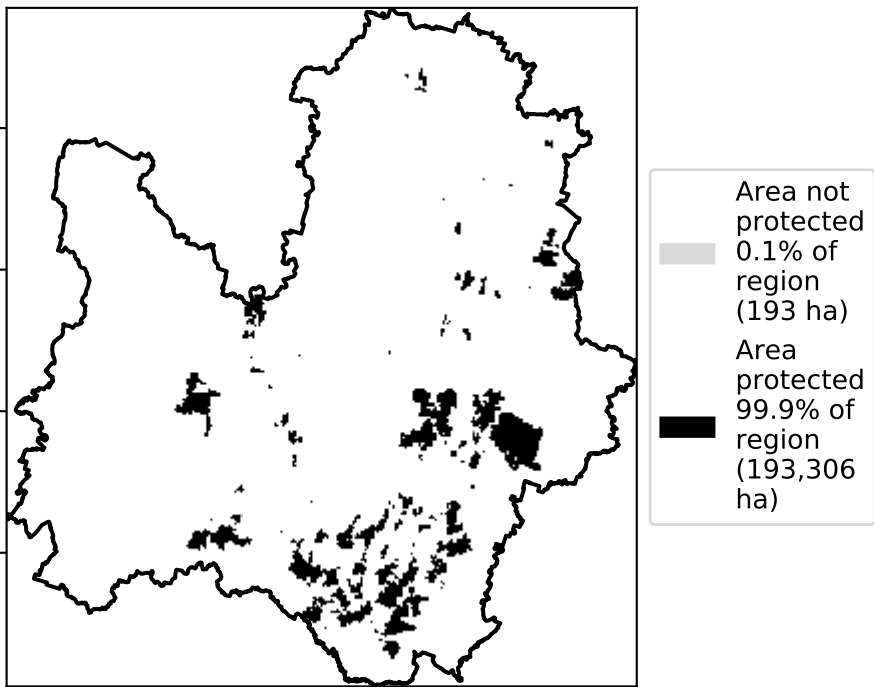 Area not
protected
0.1% of
region
(193 ha)
Area
protected
99.9% of
region
(193,306
ha)